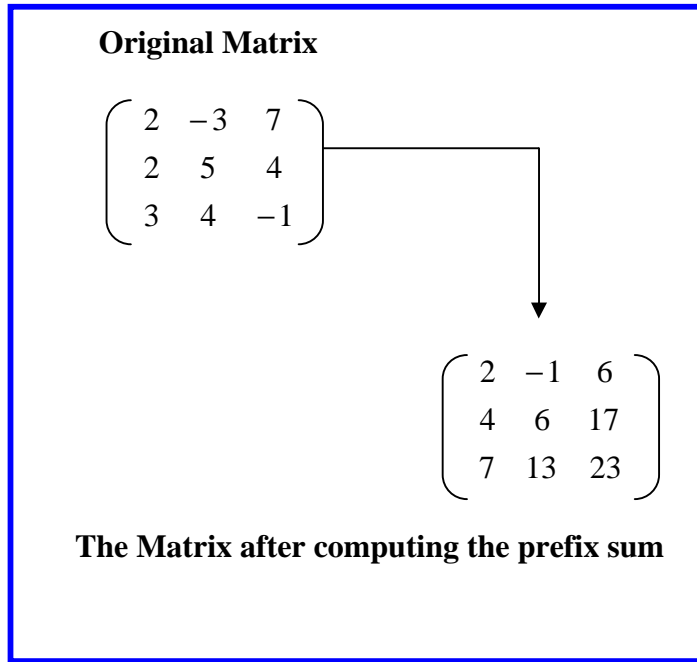 Original Matrix
2 −3 7
2 5 4
3 4 −1
2 −1 6
4 6 17
7 13 23
The Matrix after computing the prefix sum